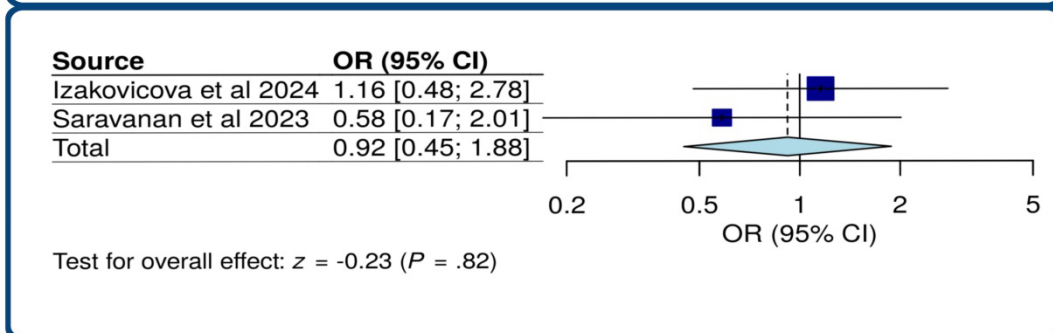 Source OR (95% CI)
Izakovicova et al 2024 1.16 [0.48; 2.78]
Saravanan et al 2023 0.58 [0.17; 2.01]
Total 0.92 [0.45; 1.88]
0.2 0.5 1 2 5
OR (95% CI)
Test for overall effect: z = -0.23 (P = .82)